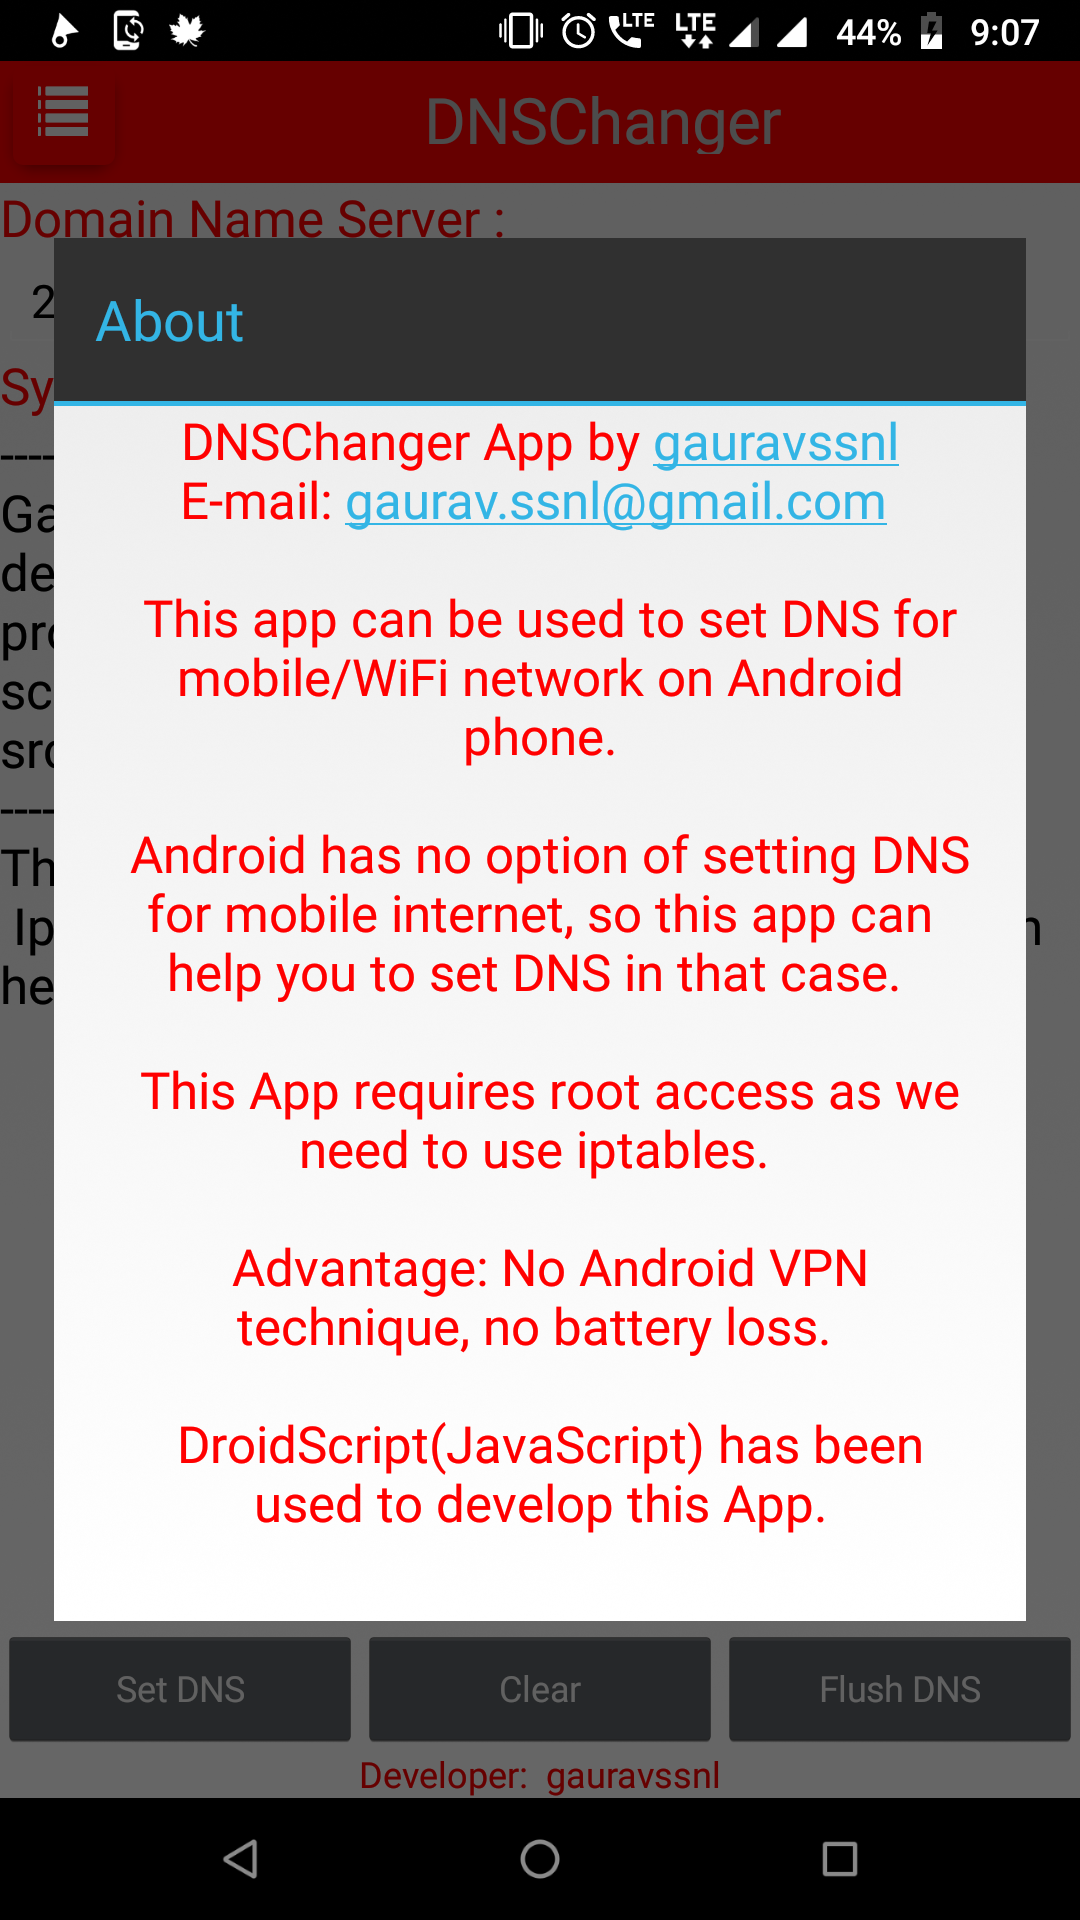 LTE LTE 44% 9:07
DNSChanger
Domain Name Server :
2
About
Sy
DNSChanger App by gauravssnl
----
E-mail: gaurav.ssnl@gmail.com
Ga
de
This app can be used to set DNS for
pro
mobile/WiFi network on Android
sc
phone.
src
----
Android has no option of setting DNS
Th
for mobile internet, so this app can
Ip
help you to set DNS in that case.
he
This App requires root access as we
need to use iptables.
Advantage: No Android VPN
technique, no battery loss.
DroidScript(JavaScript) has been
used to develop this App.
Set DNS Clear Flush DNS
Developer: gauravssnl